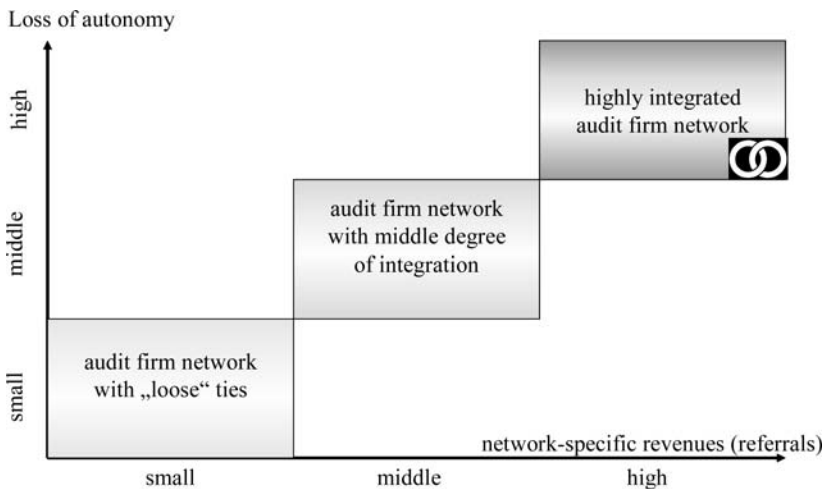 Loss of autonomy
high
highly integrated
audit firm network
middle
audit firm network
with middle degree
of integration
small
audit firm network
with „loose“ ties
network-specific revenues (referrals)
small
middle
high